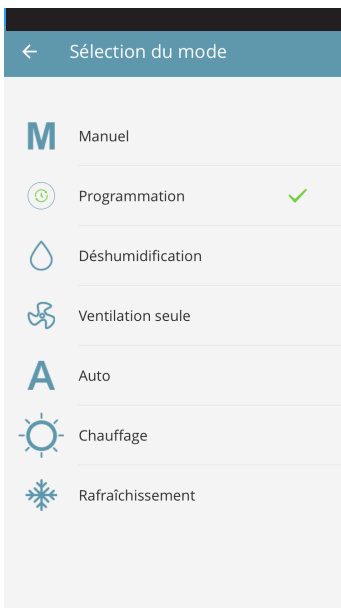 Sélection du mode
M Manuel
Programmation
Déshumidification
Ventilation seule
A Auto
Chauffage
Rafraîchissement